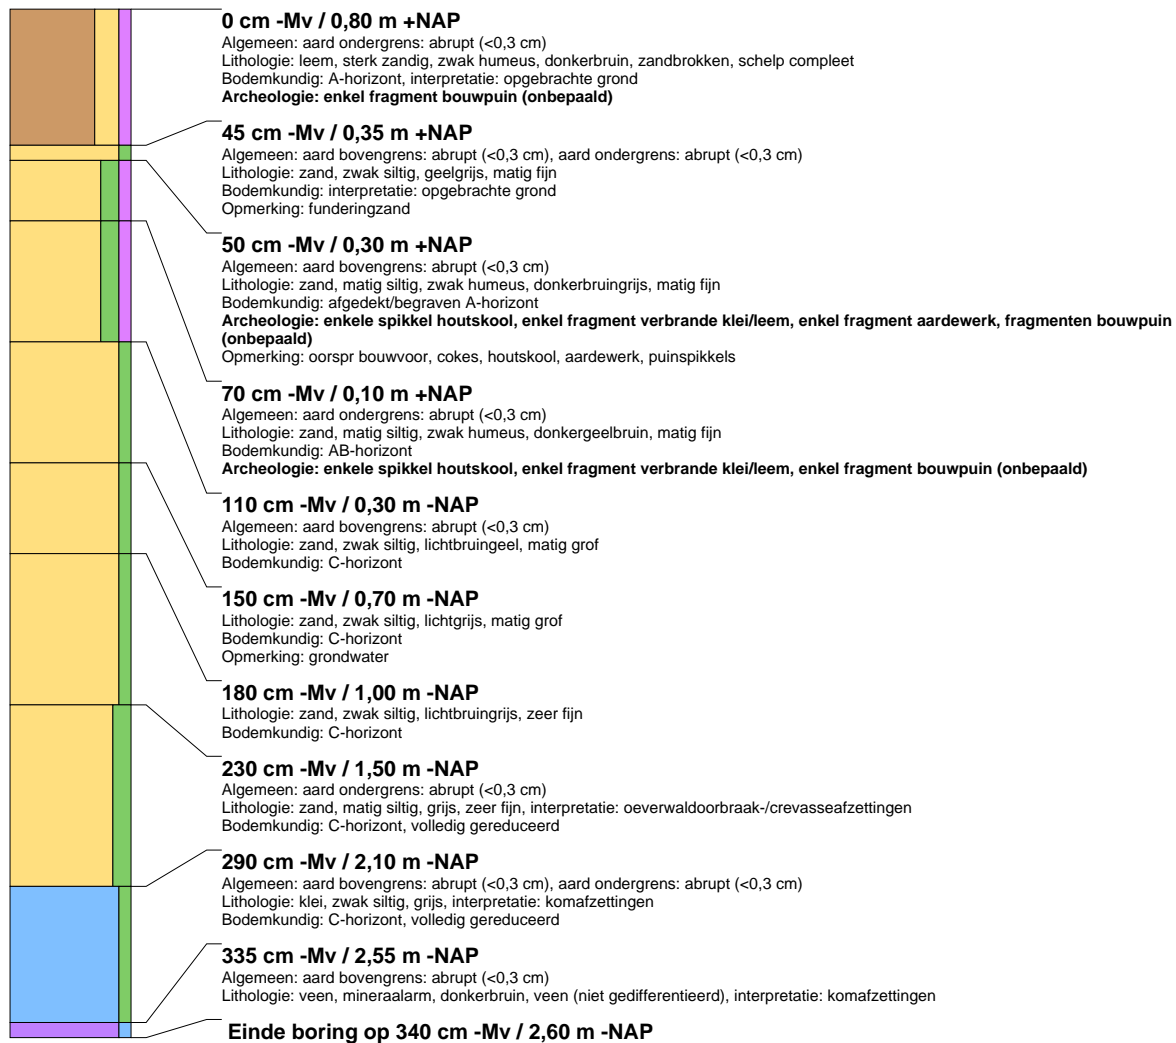 0 cm -Mv / 0,80 m +NAP
Algemeen: aard ondergrens: abrupt (<0,3 cm)
Lithologie: leem, sterk zandig, zwak humeus, donkerbruin, zandbrokken, schelp compleet
Bodemkundig: A-horizont, interpretatie: opgebrachte grond
Archeologie: enkel fragment bouwpuin (onbepaald)
45 cm -Mv / 0,35 m +NAP
Algemeen: aard bovengrens: abrupt (<0,3 cm), aard ondergrens: abrupt (<0,3 cm)
Lithologie: zand, zwak siltig, geelgrijs, matig fijn
Bodemkundig: interpretatie: opgebrachte grond
Opmerking: funderingzand
50 cm -Mv / 0,30 m +NAP
Algemeen: aard bovengrens: abrupt (<0,3 cm)
Lithologie: zand, matig siltig, zwak humeus, donkerbruingrijs, matig fijn
Bodemkundig: afgedekt/begraven A-horizont
Archeologie: enkele spikkel houtskool, enkel fragment verbrande klei/leem, enkel fragment aardewerk, fragmenten bouwpuin
(onbepaald)
Opmerking: oorspr bouwvoor, cokes, houtskool, aardewerk, puinspikkels
70 cm -Mv / 0,10 m +NAP
Algemeen: aard ondergrens: abrupt (<0,3 cm)
Lithologie: zand, matig siltig, zwak humeus, donkergeelbruin, matig fijn
Bodemkundig: AB-horizont
Archeologie: enkele spikkel houtskool, enkel fragment verbrande klei/leem, enkel fragment bouwpuin (onbepaald)
110 cm -Mv / 0,30 m -NAP
Algemeen: aard bovengrens: abrupt (<0,3 cm)
Lithologie: zand, zwak siltig, lichtbruingeel, matig grof
Bodemkundig: C-horizont
150 cm -Mv / 0,70 m -NAP
Lithologie: zand, zwak siltig, lichtgrijs, matig grof
Bodemkundig: C-horizont
Opmerking: grondwater
180 cm -Mv / 1,00 m -NAP
Lithologie: zand, zwak siltig, lichtbruingrijs, zeer fijn
Bodemkundig: C-horizont
230 cm -Mv / 1,50 m -NAP
Algemeen: aard ondergrens: abrupt (<0,3 cm)
Lithologie: zand, matig siltig, grijs, zeer fijn, interpretatie: oeverwaldoorbraak-/crevasseafzettingen
Bodemkundig: C-horizont, volledig gereduceerd
290 cm -Mv / 2,10 m -NAP
Algemeen: aard bovengrens: abrupt (<0,3 cm), aard ondergrens: abrupt (<0,3 cm)
Lithologie: klei, zwak siltig, grijs, interpretatie: komafzettingen
Bodemkundig: C-horizont, volledig gereduceerd
335 cm -Mv / 2,55 m -NAP
Algemeen: aard bovengrens: abrupt (<0,3 cm)
Lithologie: veen, mineraalarm, donkerbruin, veen (niet gedifferentieerd), interpretatie: komafzettingen
Einde boring op 340 cm -Mv / 2,60 m -NAP